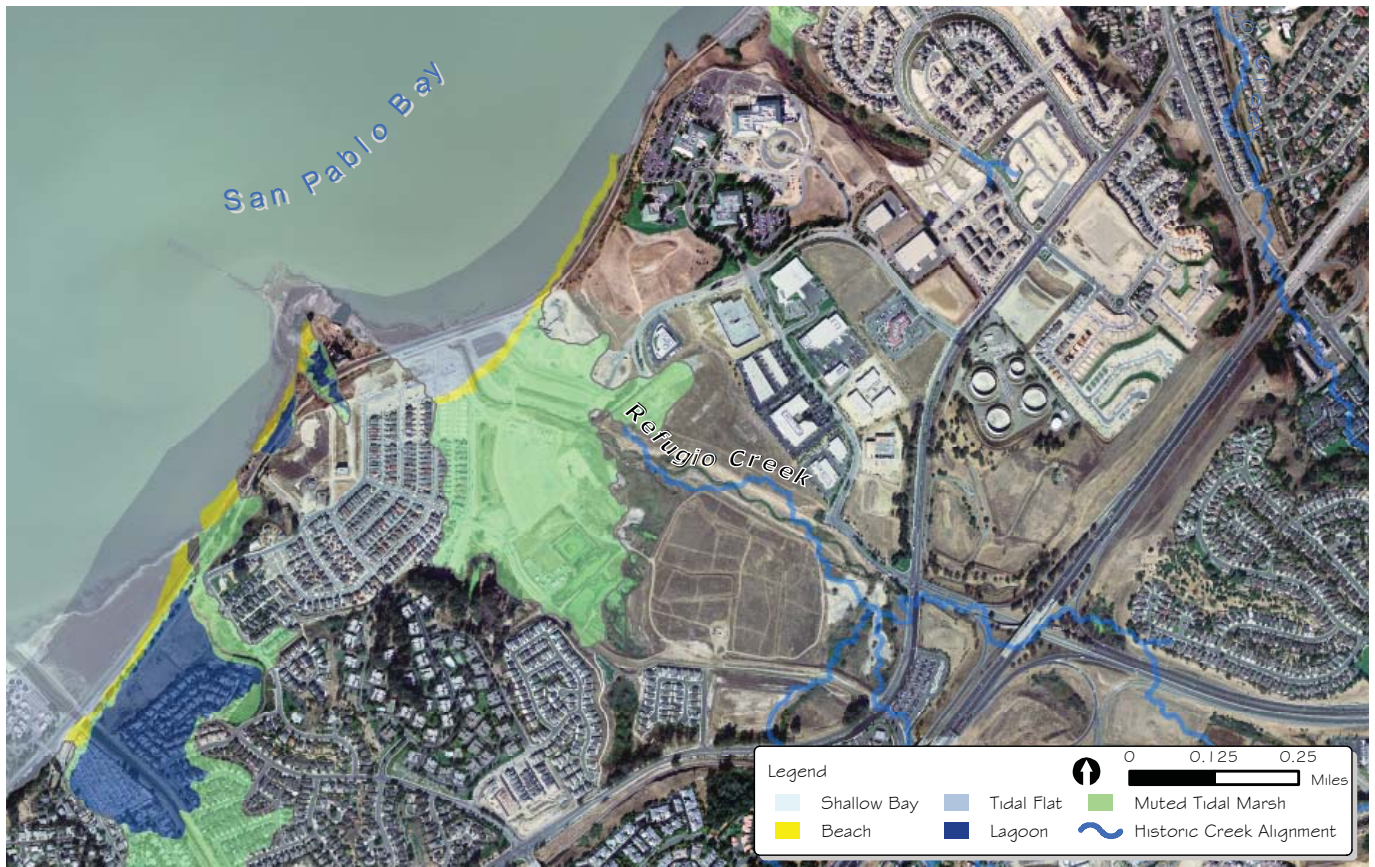 San Pablo Bay
Refugio Creek
Legend
Shallow Bay
Tidal Flat
Muted Tidal Marsh
Beach
Lagoon
Historic Creek Alignment
0 0.125 0.25
Miles